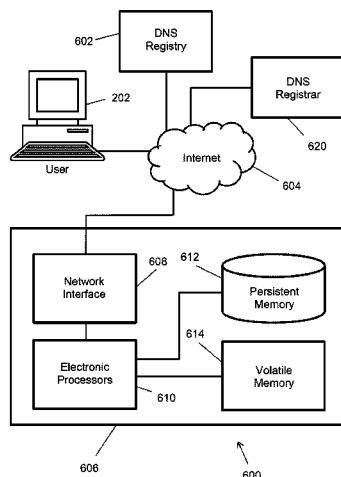 602
DNS
Registry
DNS
Registrar
202
User
Internet
620
604
Network
Interface
608
612
Persistent
Memory
614
Electronic
Processors
610
Volatile
Memory
606
600